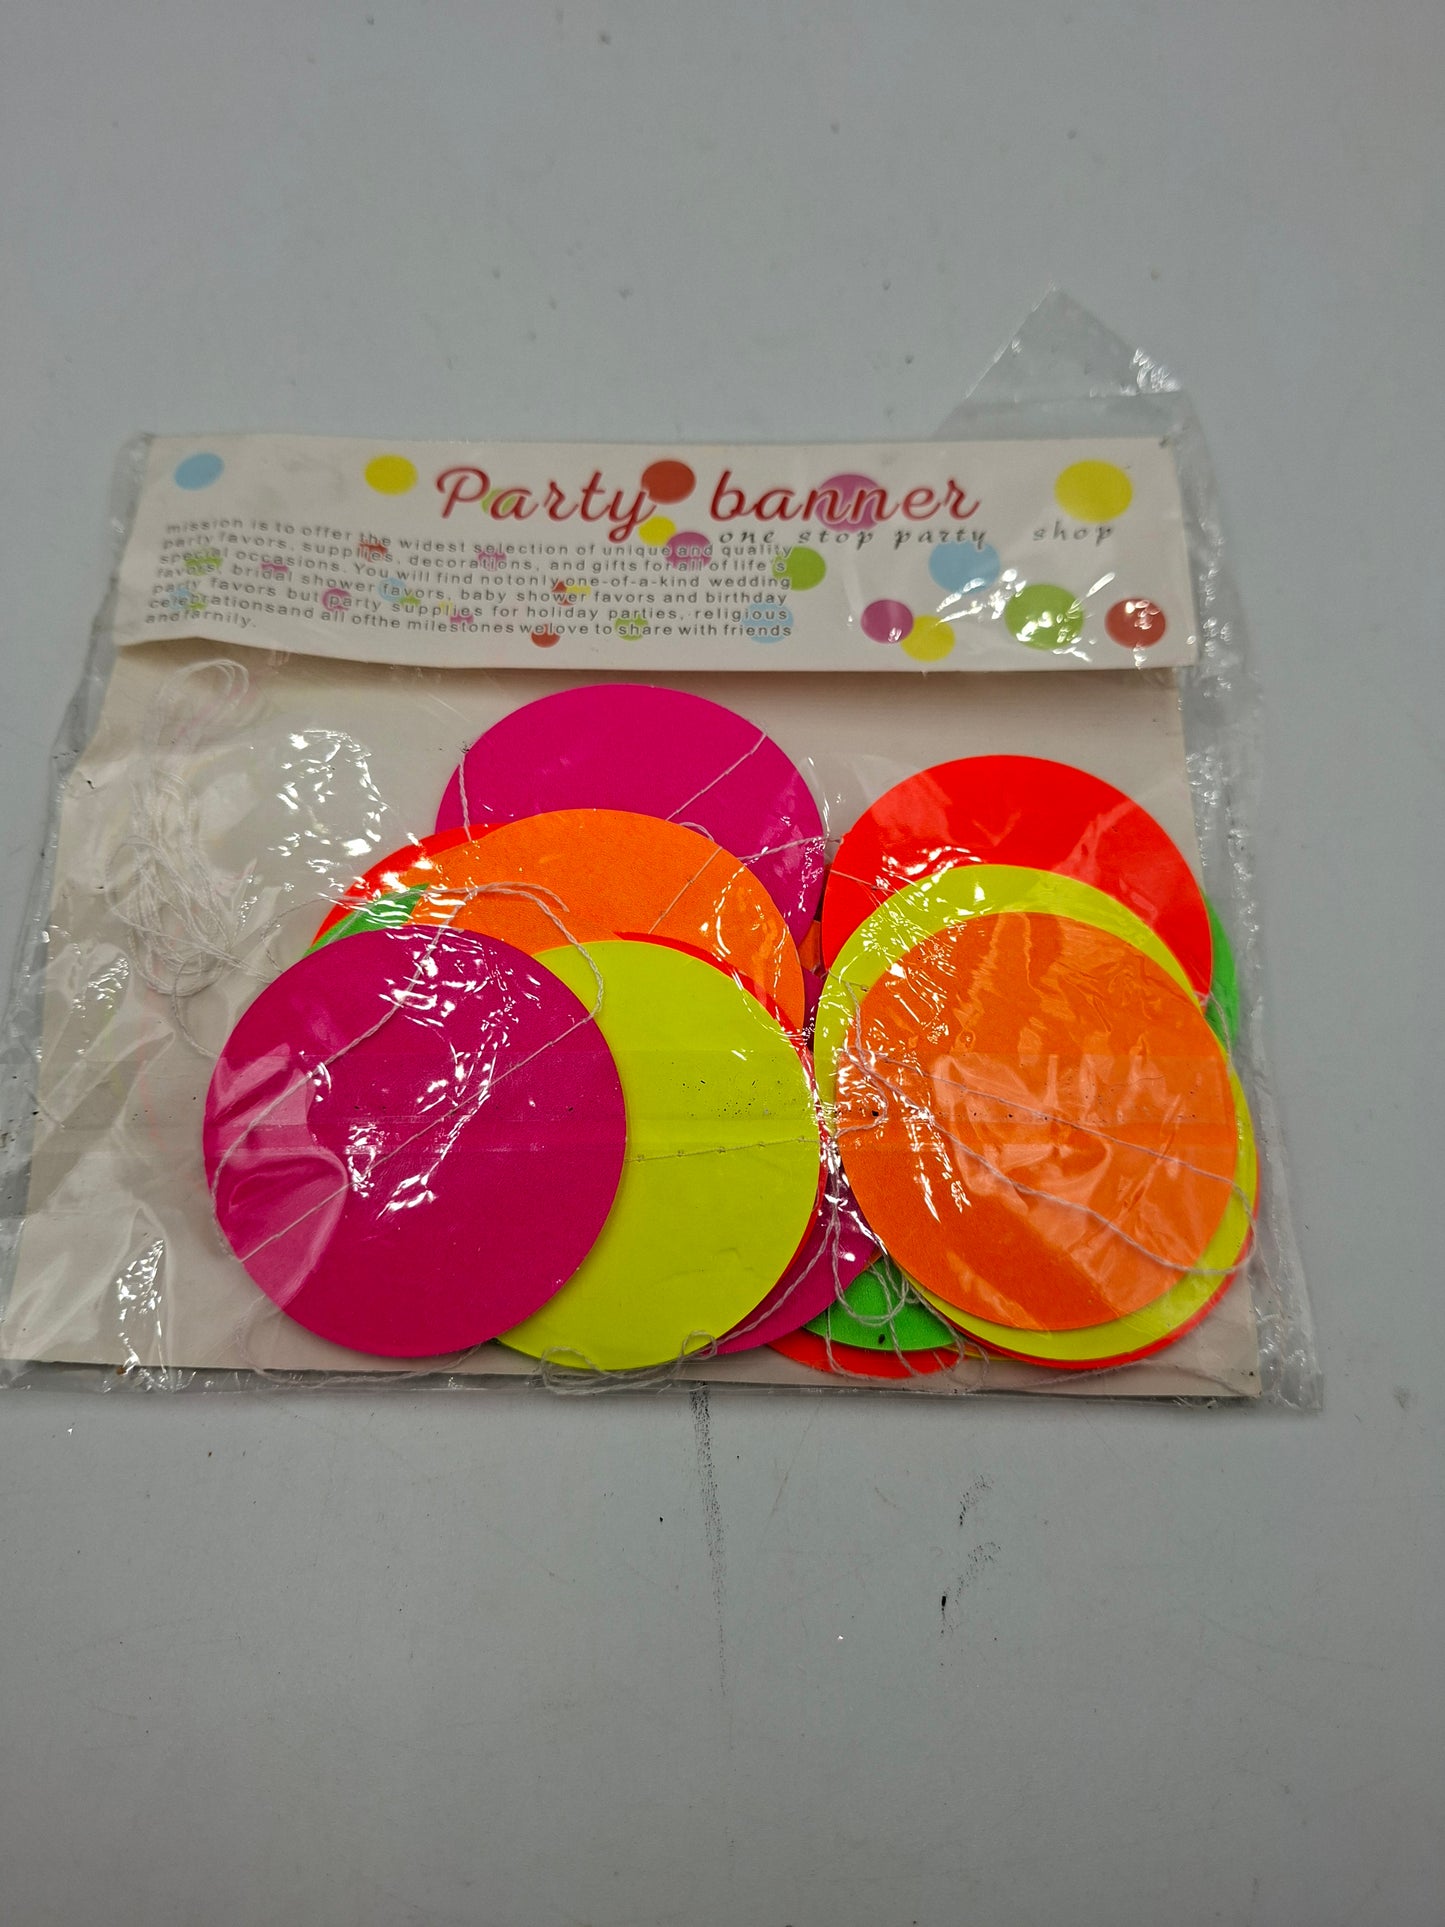 Party banner
one stop party shop
mission is to offer the widest selection of unique and quality
party favors, supplies, decorations, and gifts for all of life's
special occasions. You will find notonly one-of-a-kind wedding
favors, bridal shower favors, baby shower favors and birthday
party favors but party supplies for holiday parties, religious
celebrationsand all ofthe milestones welove to share with friends
andfarnily.